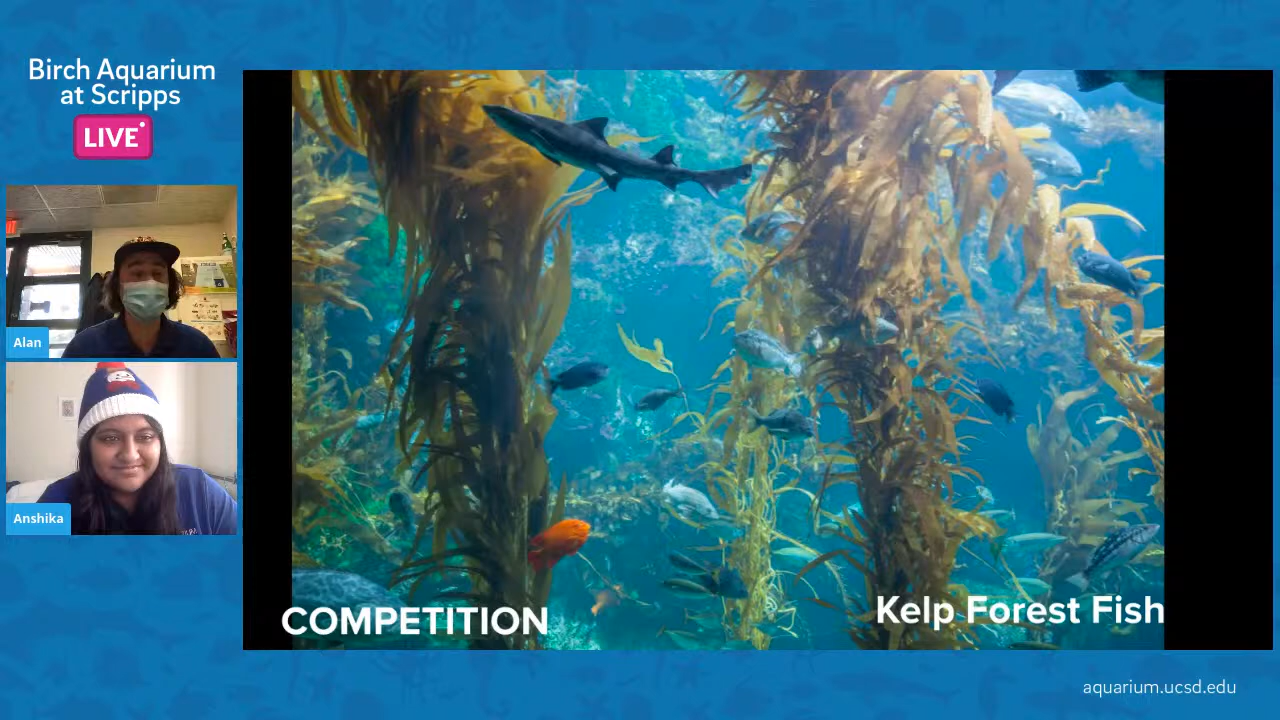 Birch Aquarium
at Scripps
LIVE
Alan
Anshika
COMPETITION
Kelp Forest Fish
aquarium.ucsd.edu